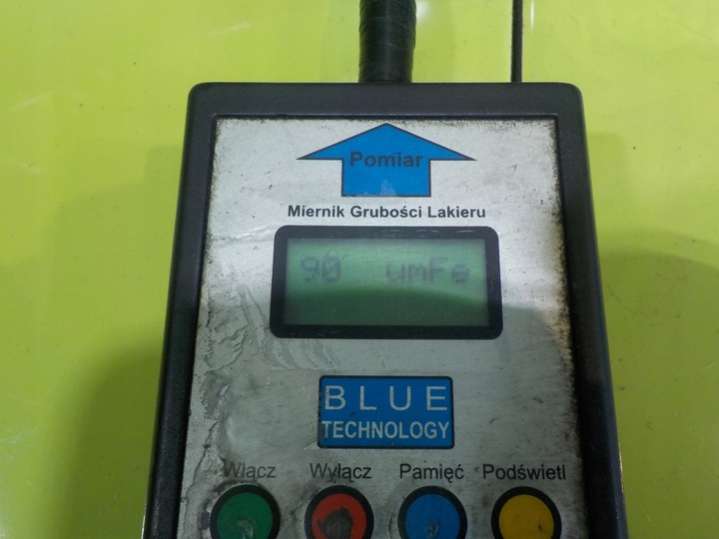 Pomiar
Miernik Grubości Lakieru
90 umFe
BLUE
TECHNOLOGY
Włącz Wyłącz Pamięć Podświetl